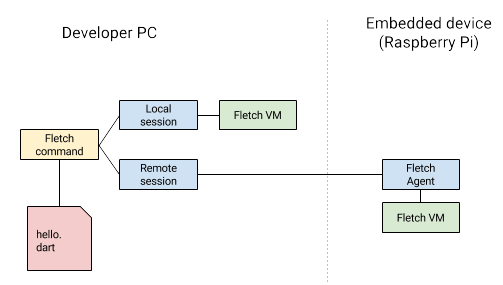 Developer PC
Embedded device
(Raspberry Pi)
Local
session
Fletch VM
Fletch
command
Remote
session
Fletch
Agent
Fletch VM
hello.
dart